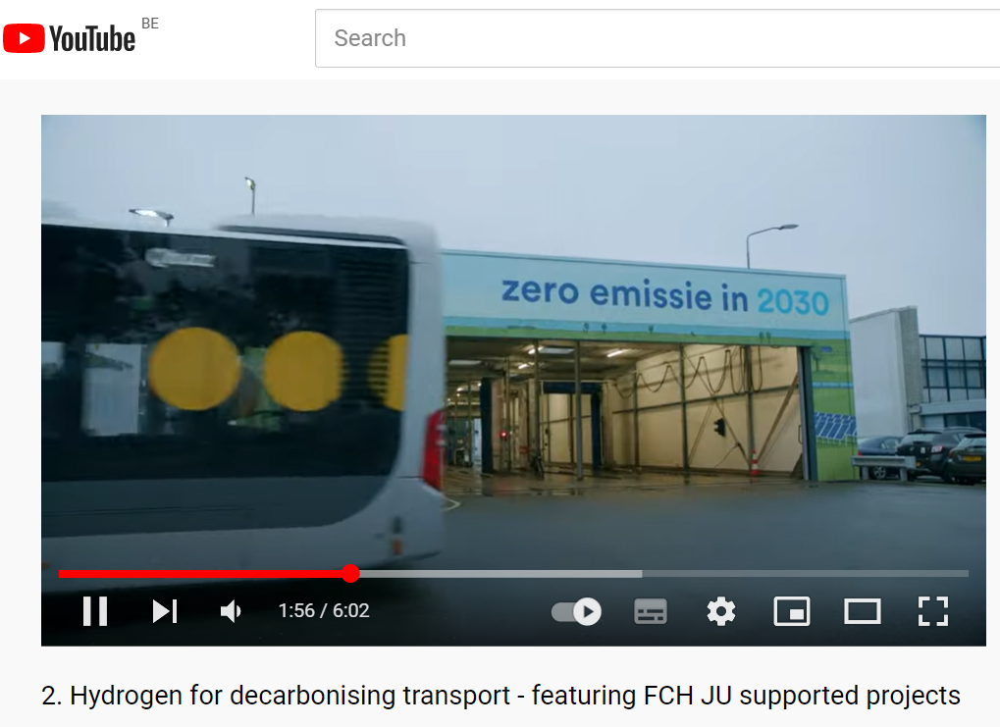 YouTube BE
Search
zero emissie in 2030
1:56 / 6:02
2. Hydrogen for decarbonising transport - featuring FCH JU supported projects